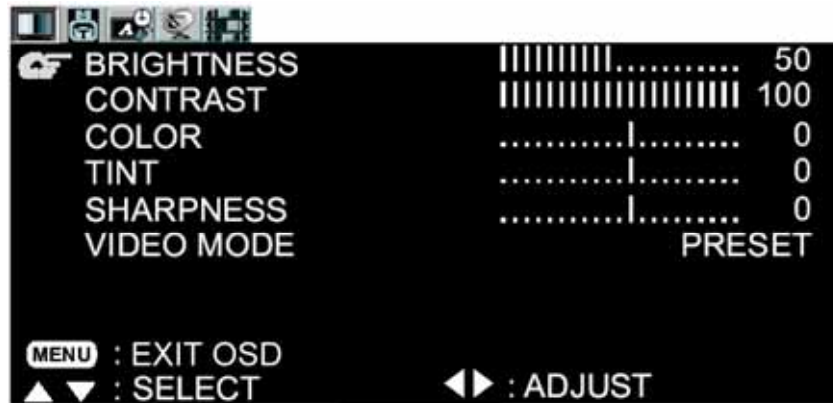 BRIGHTNESS 50
CONTRAST 100
COLOR 0
TINT 0
SHARPNESS 0
VIDEO MODE PRESET
MENU : EXIT OSD
: SELECT : ADJUST